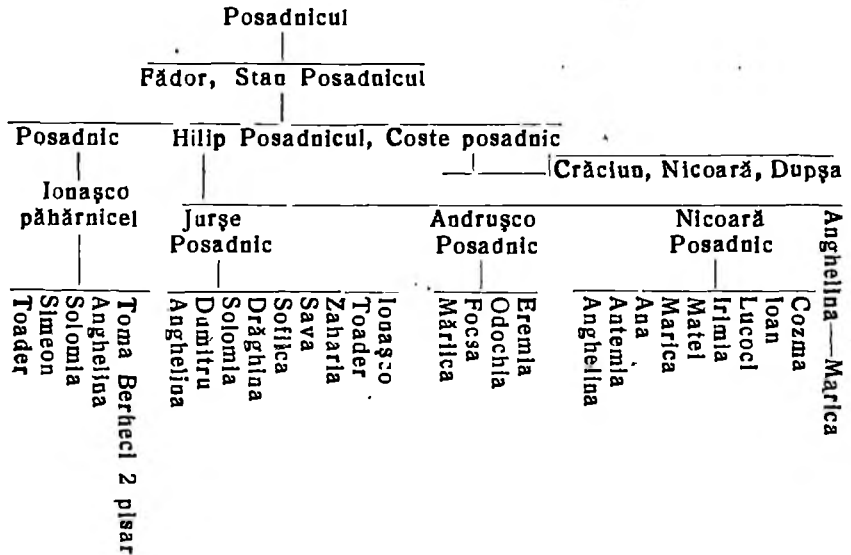 Posadnicul
Fădor, Stan Posadnicul
Posadnic
Hilip Posadnicul, Coste posadnic
Crăciun, Nicoară, Dupșa
Ionașco
păhărnicel
Jurșe
Posadnic
Andrușco
Posadnic
Nicoară
Posadnic
Anghelina—Marica
Toader
Simeon
Solomia
Anghelina
Toma Berheci 2 pisar
Anghelina
Dumitru
Solomia
Drăghina
Sofiica
Sava
Zaharia
Toader
Ionașco
Măriica
Focsa
Odochia
Eremia
Anghelina
Antemia
Ana
Marica
Matei
Irimia
Lucoci
Ioan
Cozma